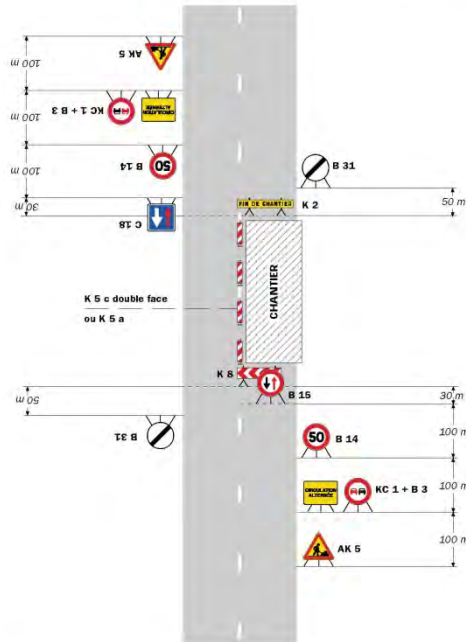 AK 5
100 m
KC 1 + B 3
CIRCULATION
ALTERNÉE
100 m
50
B 14
100 m
B 31
C 18
30 m
FIN DE CHANTIER
K 2
50 m
K 5 c double face
ou K 5 a
CHANTIER
K 8
B 15
30 m
50 m
B 31
50
B 14
100 m
CIRCULATION
ALTERNÉE
KC 1 + B 3
100 m
AK 5
100 m